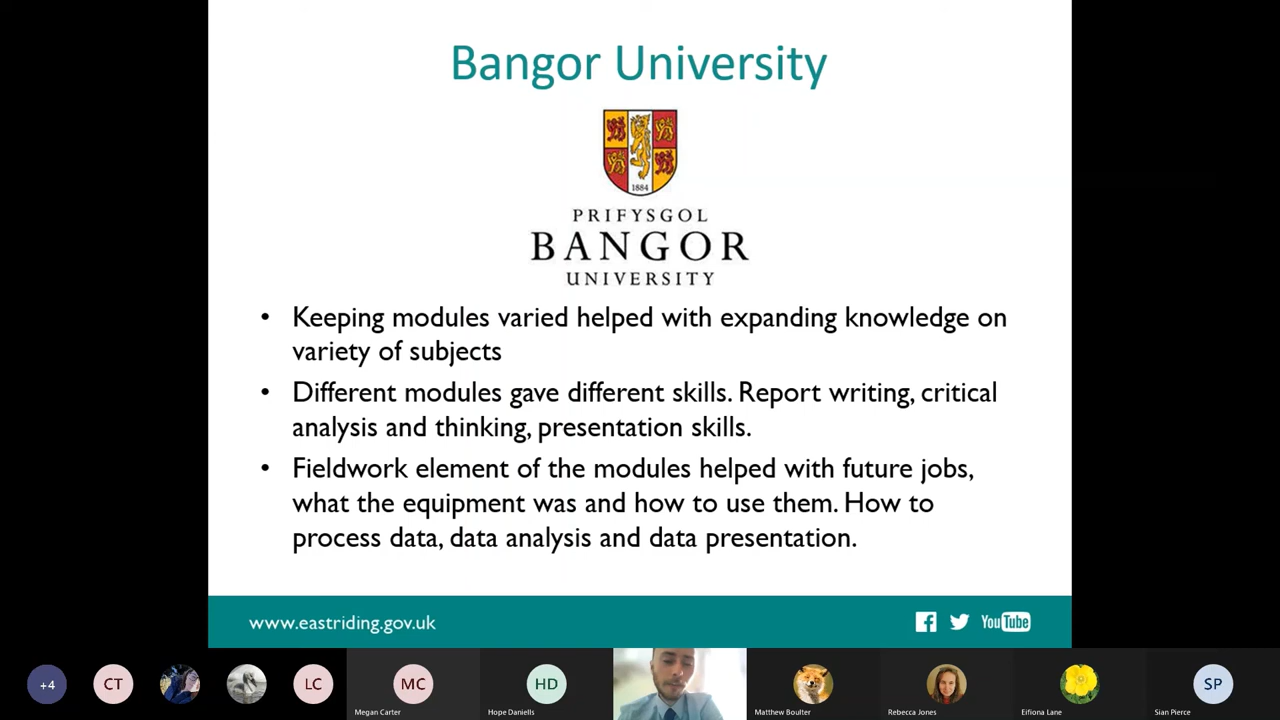 Bangor University
1884
PRIFYSGOL
BANGOR
UNIVERSITY
• Keeping modules varied helped with expanding knowledge on
variety of subjects
• Different modules gave different skills. Report writing, critical
analysis and thinking, presentation skills.
• Fieldwork element of the modules helped with future jobs,
what the equipment was and how to use them. How to
process data, data analysis and data presentation.
www.eastriding.gov.uk
YouTube
+4
CT
LC
MC
HD
SP
Megan Carter
Hope Daniells
Matthew Boulter
Rebecca Jones
Eifiona Lane
Sian Pierce